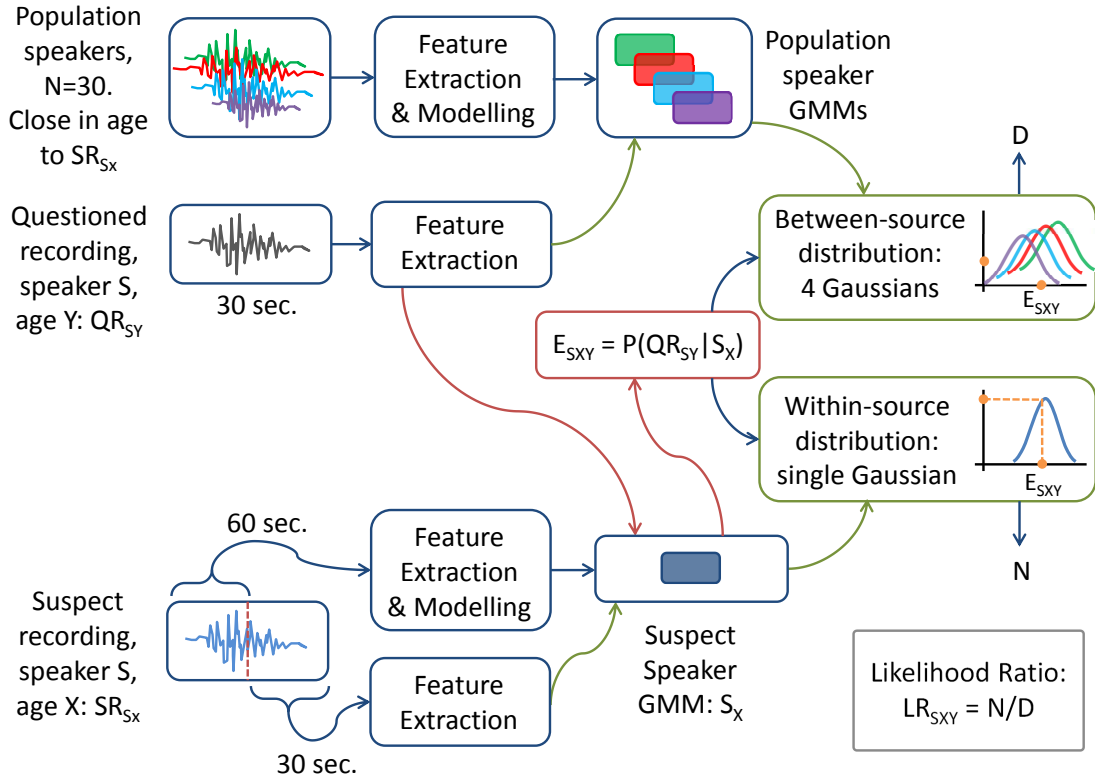 Population
speakers,
N=30.
Close in age
to SR_Sx
Feature
Extraction
& Modelling
Population
speaker
GMMs
Questioned
recording,
speaker S,
age Y: QR_SY
30 sec.
Feature
Extraction
D
Between-source
distribution:
4 Gaussians
E_SXY
E_SXY = P(QR_SY|S_X)
Within-source
distribution:
single Gaussian
E_SXY
N
60 sec.
Suspect
recording,
speaker S,
age X: SR_Sx
30 sec.
Feature
Extraction
& Modelling
Feature
Extraction
Suspect
Speaker
GMM: S_X
Likelihood Ratio:
LR_SXY = N/D